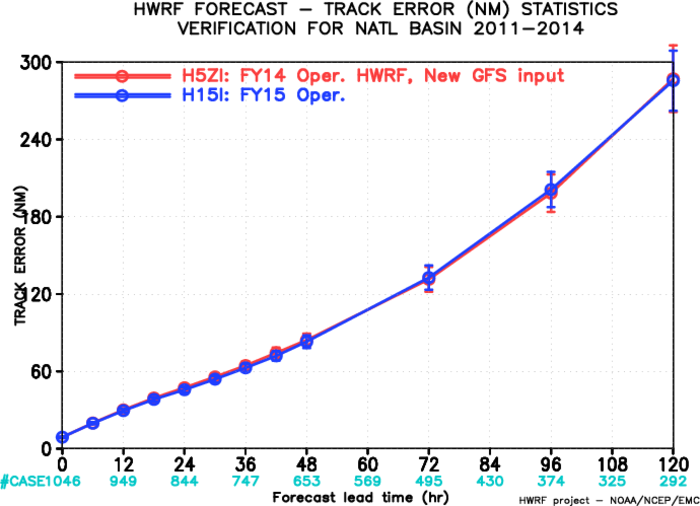 HWRF FORECAST – TRACK ERROR (NM) STATISTICS
VERIFICATION FOR NATL BASIN 2011–2014
H5ZI: FY14 Oper. HWRF, New GFS input
H15I: FY15 Oper.
TRACK ERROR (NM)
300
240
180
120
60
0
0 12 24 36 48 60 72 84 96 108 120
#CASE1046 949 844 747 653 569 495 430 374 325 292
Forecast lead time (hr)
HWRF project – NOAA/NCEP/EMC